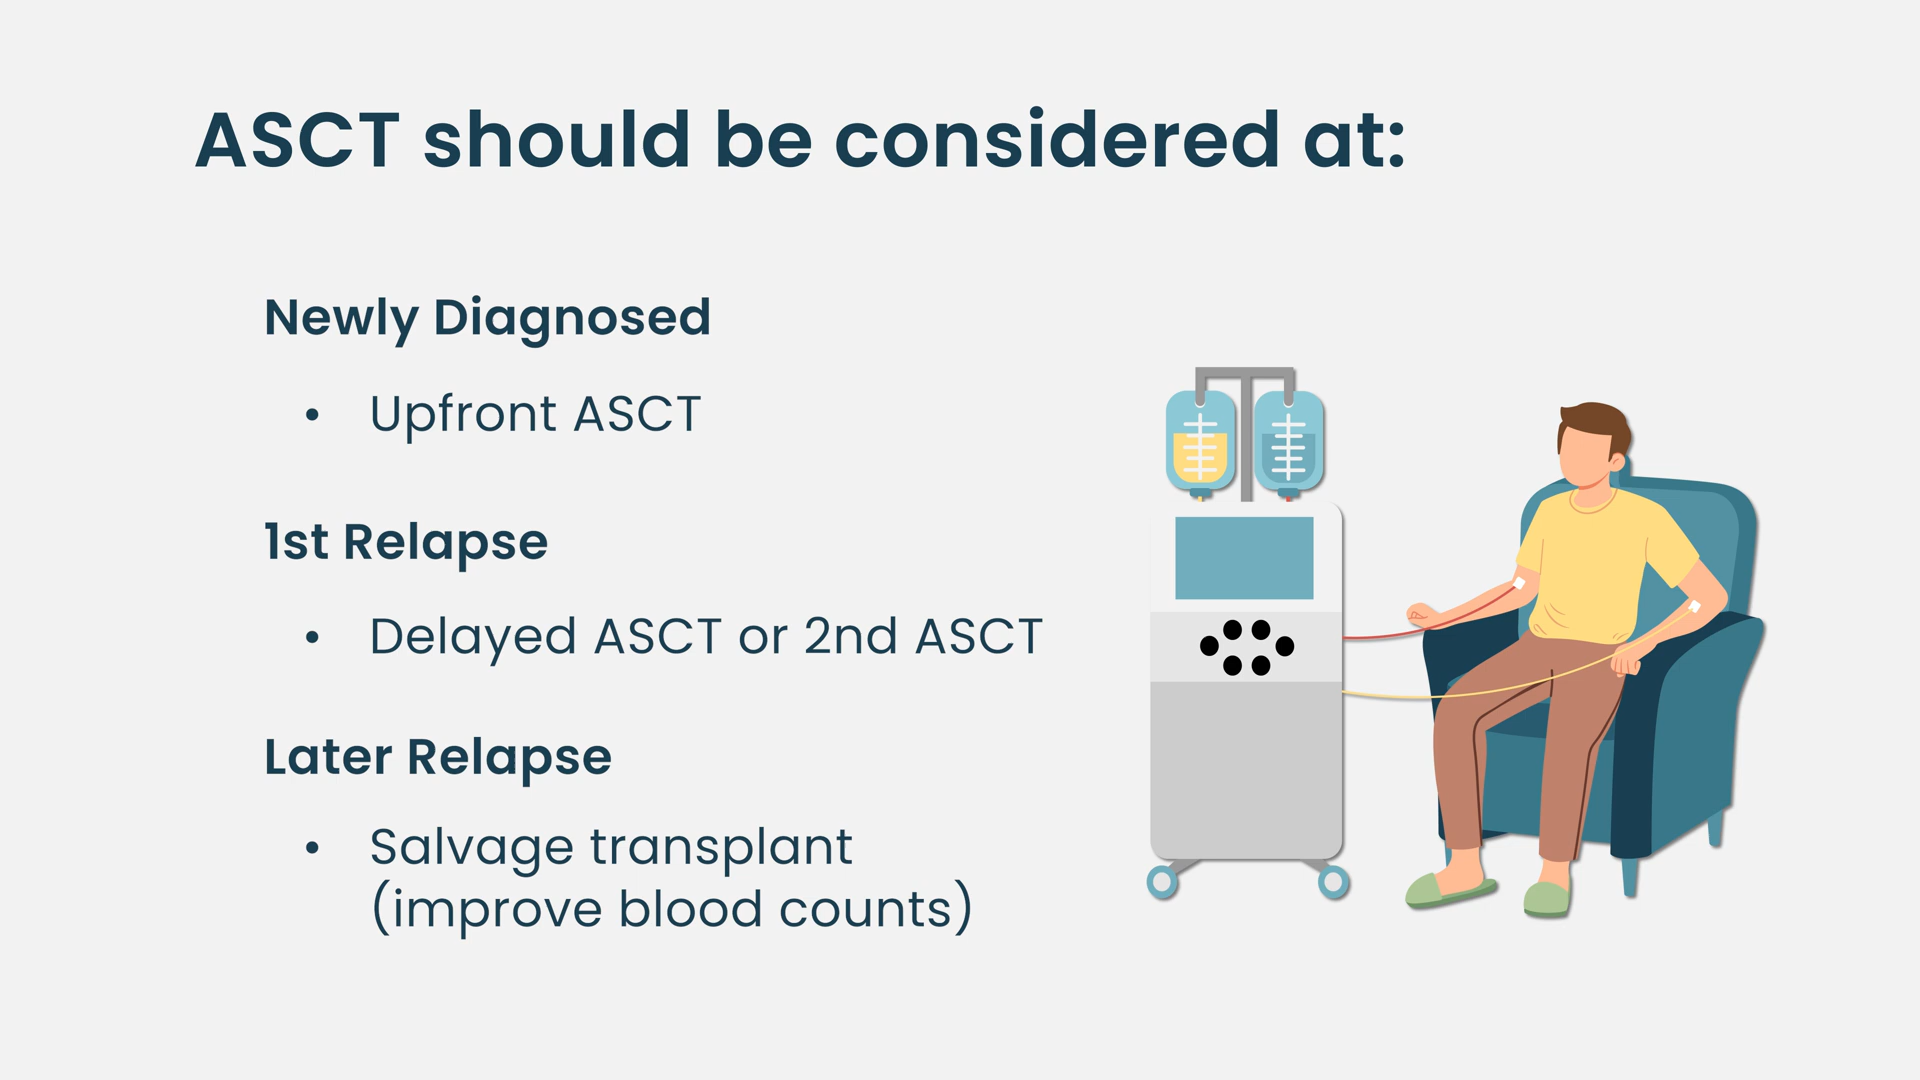 ASCT should be considered at:
Newly Diagnosed
• Upfront ASCT
1st Relapse
• Delayed ASCT or 2nd ASCT
Later Relapse
• Salvage transplant
(improve blood counts)